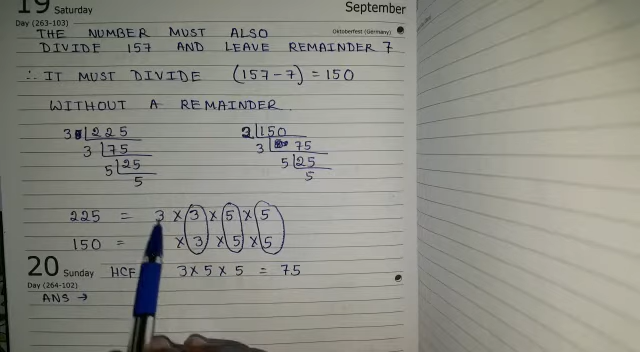 19 Saturday September
Day (263-103) Oktoberfest (Germany)
THE NUMBER MUST ALSO
DIVIDE 157 AND LEAVE REMAINDER 7
∴ IT MUST DIVIDE (157-7) = 150
WITHOUT A REMAINDER.
3 225 2 150
3 75 3 75
5 25 5 25
5 5
225 = 3 × 3 × 5 × 5
150 = × 3 × 5 × 5
20 Sunday HCF 3 × 5 × 5 = 75
Day (264-102)
ANS →